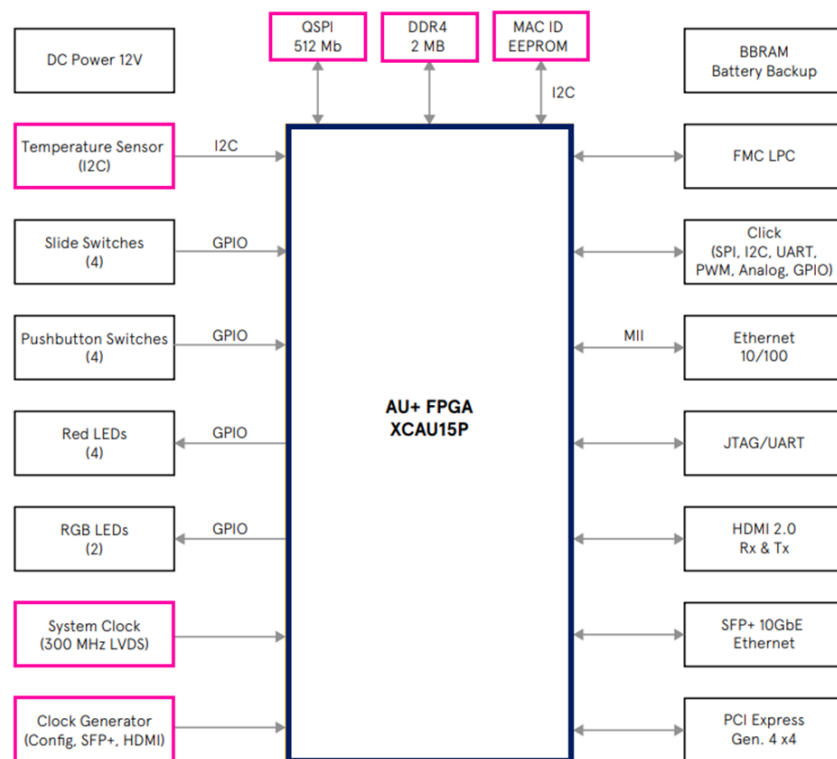 QSPI
512 Mb
DDR4
2 MB
MAC ID
EEPROM
DC Power 12V
BBRAM
Battery Backup
I2C
Temperature Sensor
(I2C)
I2C
FMC LPC
Slide Switches
(4)
GPIO
Click
(SPI, I2C, UART,
PWM, Analog, GPIO)
Pushbutton Switches
(4)
GPIO
MII
Ethernet
10/100
AU+ FPGA
XCAU15P
Red LEDs
(4)
GPIO
JTAG/UART
RGB LEDs
(2)
GPIO
HDMI 2.0
Rx & Tx
System Clock
(300 MHz LVDS)
SFP+ 10GbE
Ethernet
Clock Generator
(Config, SFP+, HDMI)
PCI Express
Gen. 4 x4